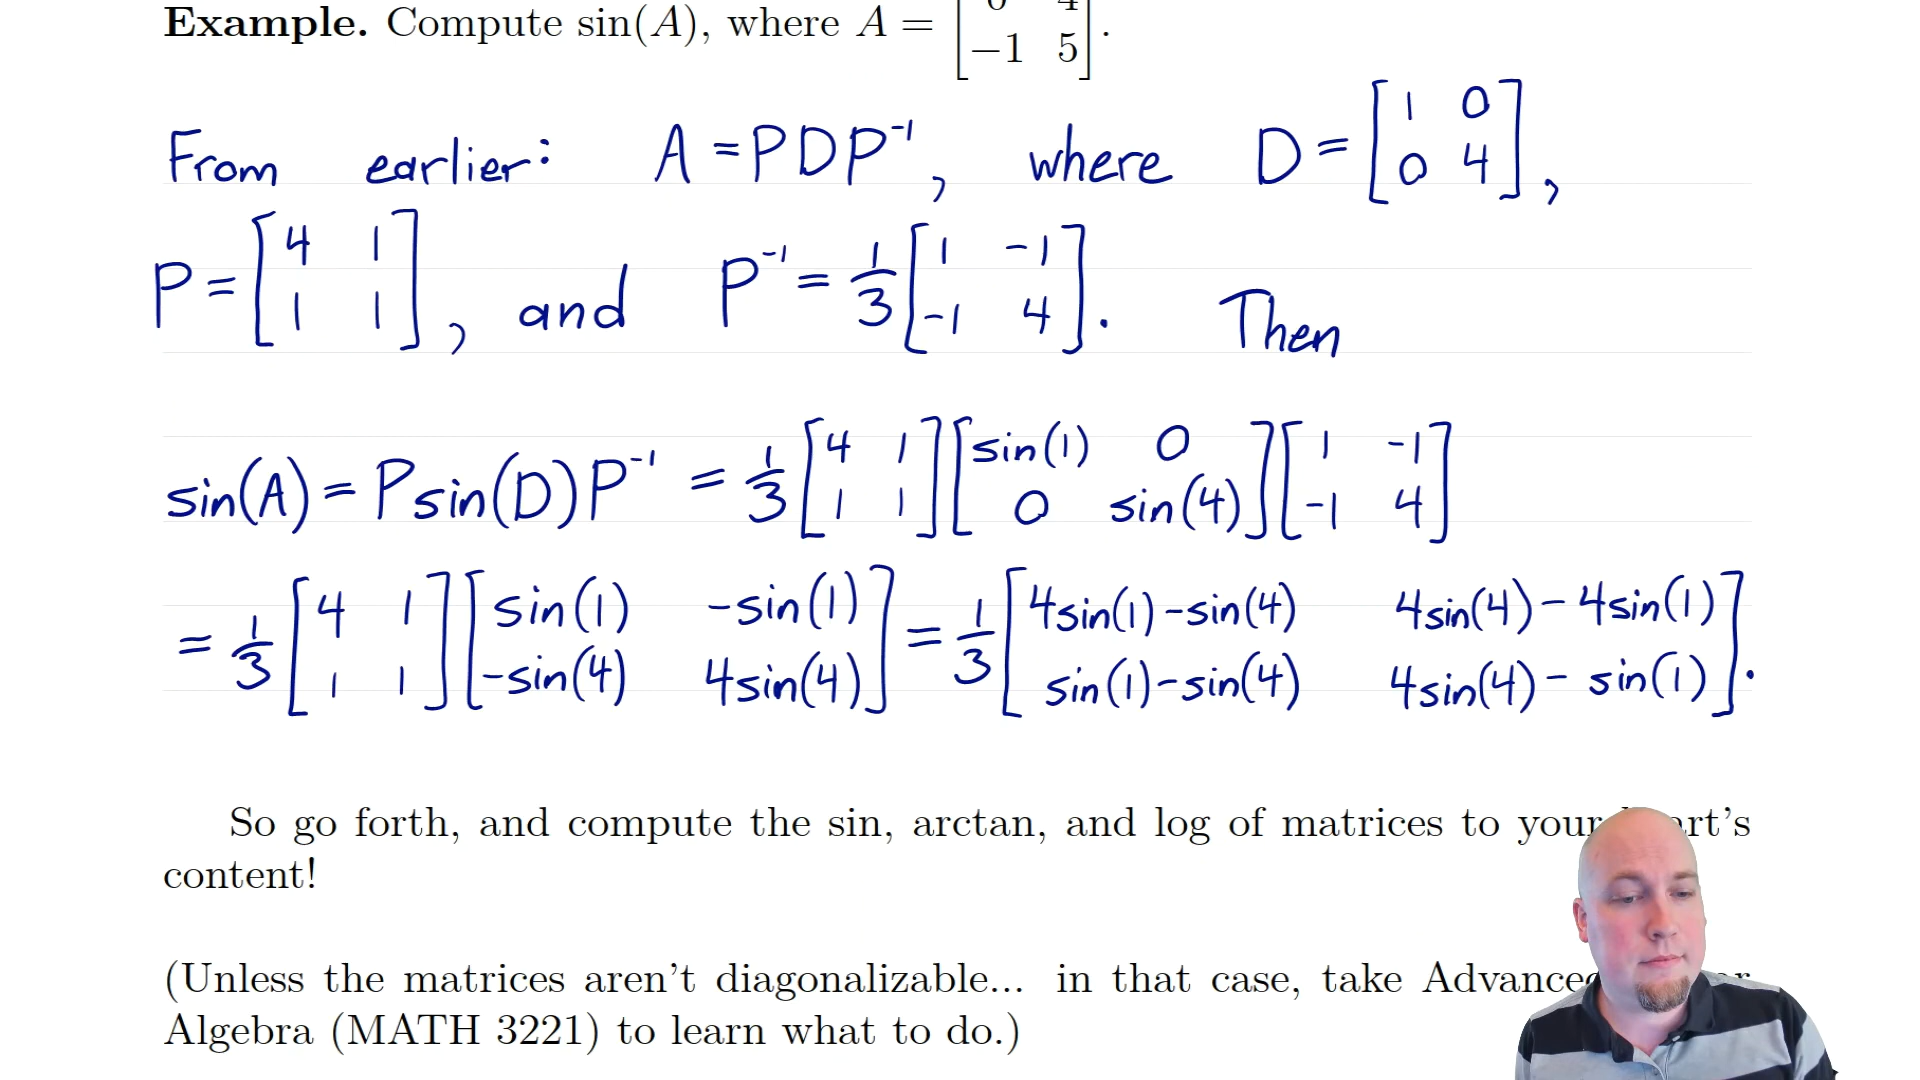 Example. Compute sin(A), where A = [0 4; −1 5].
From earlier: A = PDP⁻¹, where D = [1 0; 0 4],
P = [4 1; 1 1], and P⁻¹ = 1/3 [1 -1; -1 4]. Then
sin(A) = P sin(D) P⁻¹ = 1/3 [4 1; 1 1] [sin(1) 0; 0 sin(4)] [1 -1; -1 4]
= 1/3 [4 1; 1 1] [sin(1) -sin(1); -sin(4) 4sin(4)] = 1/3 [4sin(1)-sin(4) 4sin(4)-4sin(1); sin(1)-sin(4) 4sin(4)-sin(1)].
So go forth, and compute the sin, arctan, and log of matrices to your
content!
(Unless the matrices aren't diagonalizable... in that case, take
Algebra (MATH 3221) to learn what to do.)